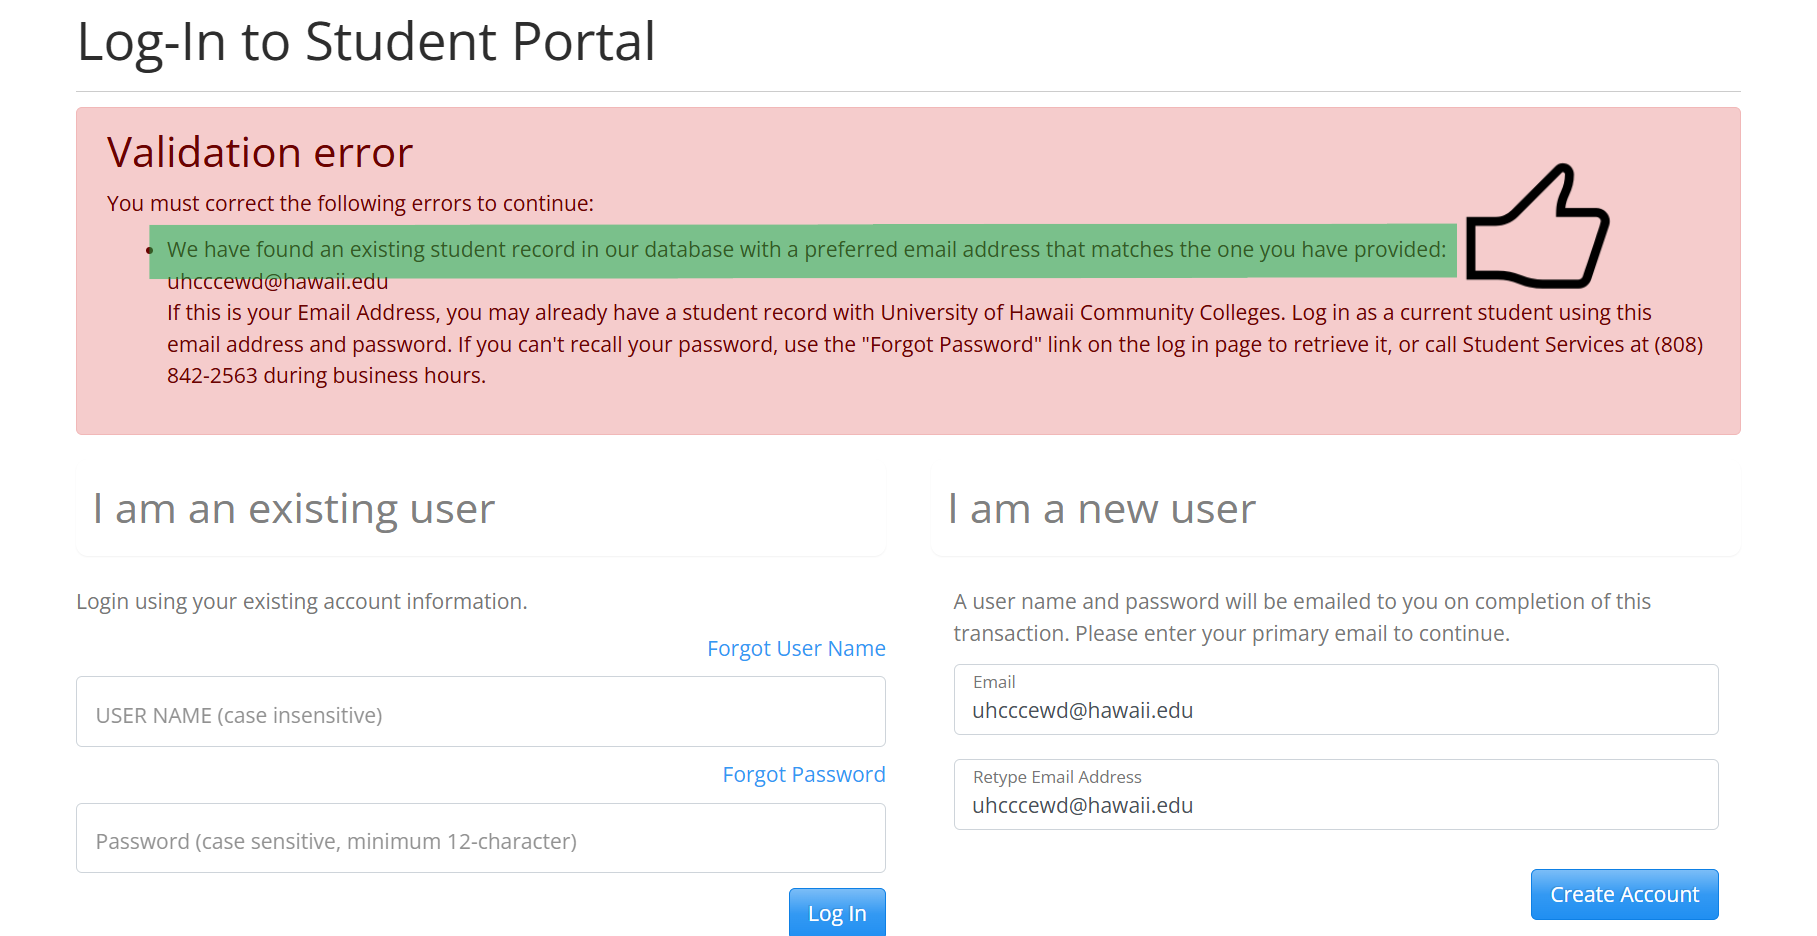 Log-In to Student Portal
Validation error
You must correct the following errors to continue:
We have found an existing student record in our database with a preferred email address that matches the one you have provided:
uhcccewd@hawaii.edu
If this is your Email Address, you may already have a student record with University of Hawaii Community Colleges. Log in as a current student using this
email address and password. If you can't recall your password, use the "Forgot Password" link on the log in page to retrieve it, or call Student Services at (808)
842-2563 during business hours.
I am an existing user
Login using your existing account information.
Forgot User Name
USER NAME (case insensitive)
Forgot Password
Password (case sensitive, minimum 12-character)
Log In
I am a new user
A user name and password will be emailed to you on completion of this
transaction. Please enter your primary email to continue.
Email
uhcccewd@hawaii.edu
Retype Email Address
uhcccewd@hawaii.edu
Create Account